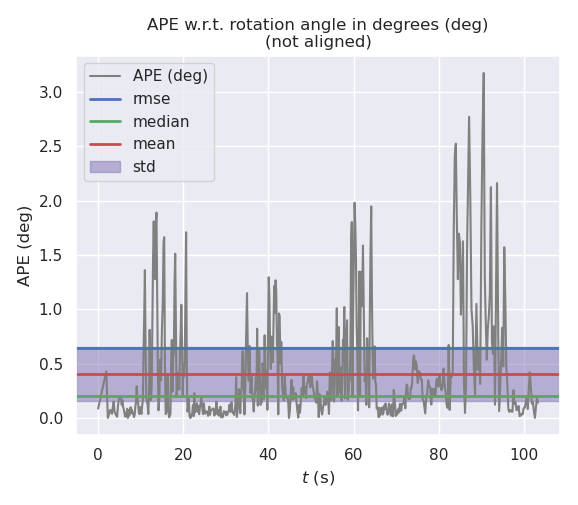 APE w.r.t. rotation angle in degrees (deg)
(not aligned)
APE (deg)
rmse
median
mean
std
APE (deg)
3.0
2.5
2.0
1.5
1.0
0.5
0.0
0 20 40 60 80 100
t (s)